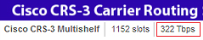 Cisco CRS-3 Carrier Routing
Cisco CRS-3 Multishelf | 1152 slots | 322 Tbps